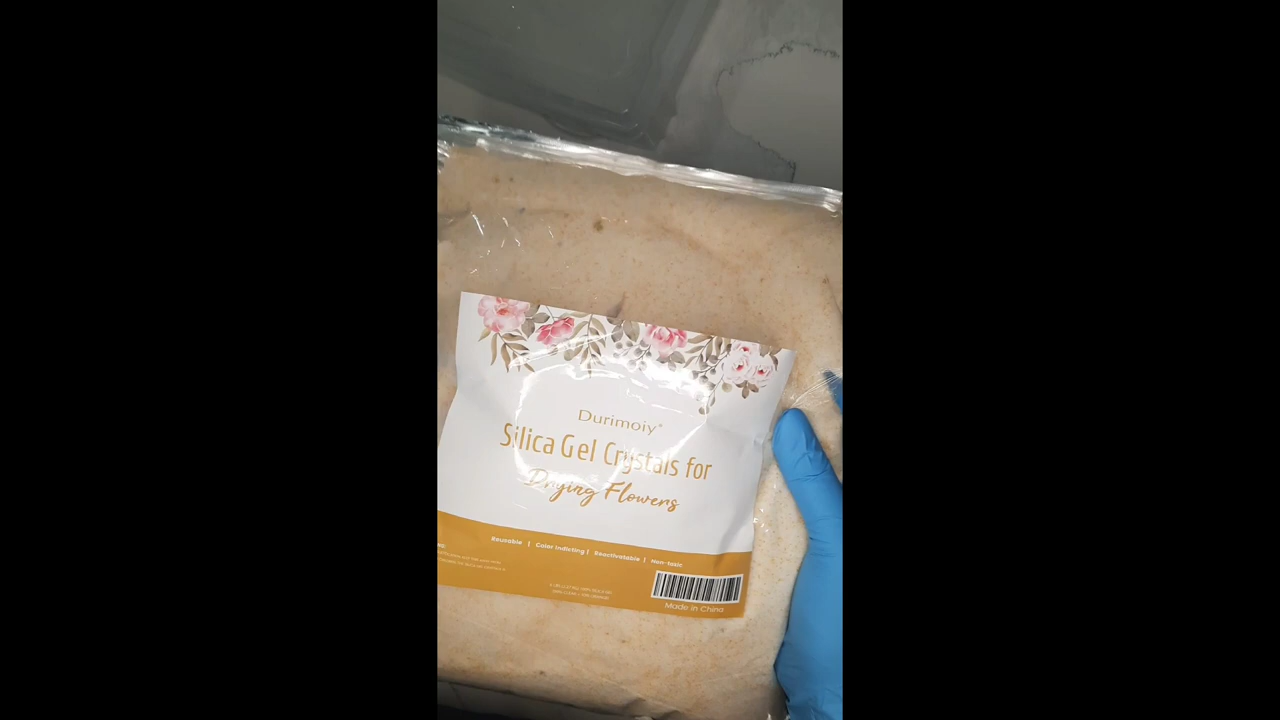 Durimoiy®
Silica Gel Crystals for
Drying Flowers
Reusable | Color Indicting | Reactivatable | Non-toxic
Made in China